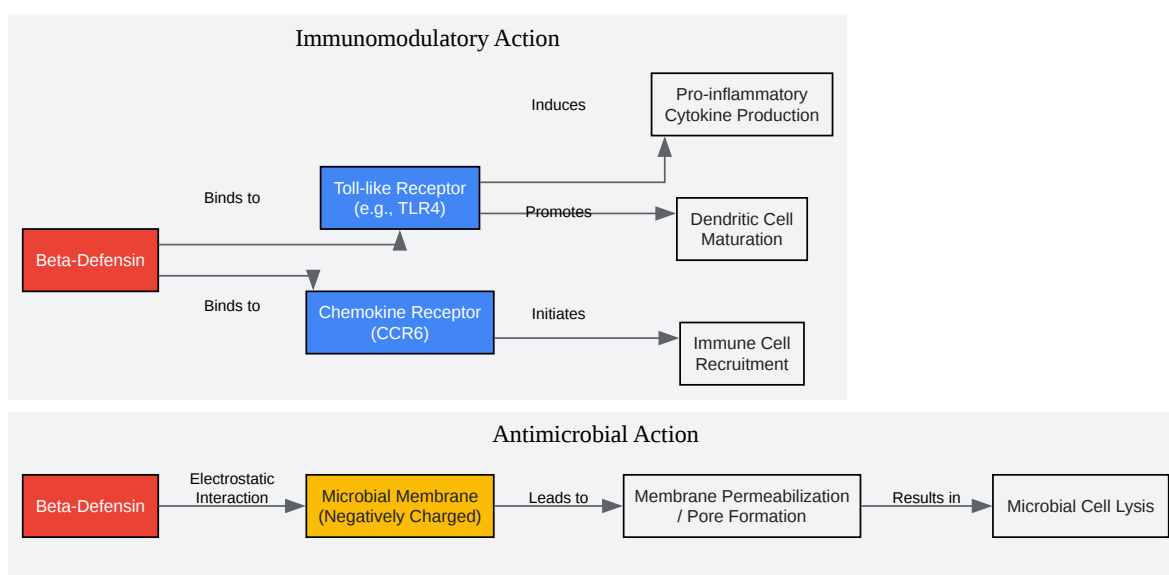 Immunomodulatory Action
Induces
Pro-inflammatory
Cytokine Production
Binds to
Toll-like Receptor
(e.g., TLR4)
Promotes
Dendritic Cell
Maturation
Beta-Defensin
Binds to
Chemokine Receptor
(CCR6)
Initiates
Immune Cell
Recruitment
Antimicrobial Action
Beta-Defensin
Electrostatic
Interaction
Microbial Membrane
(Negatively Charged)
Leads to
Membrane Permeabilization
/ Pore Formation
Results in
Microbial Cell Lysis